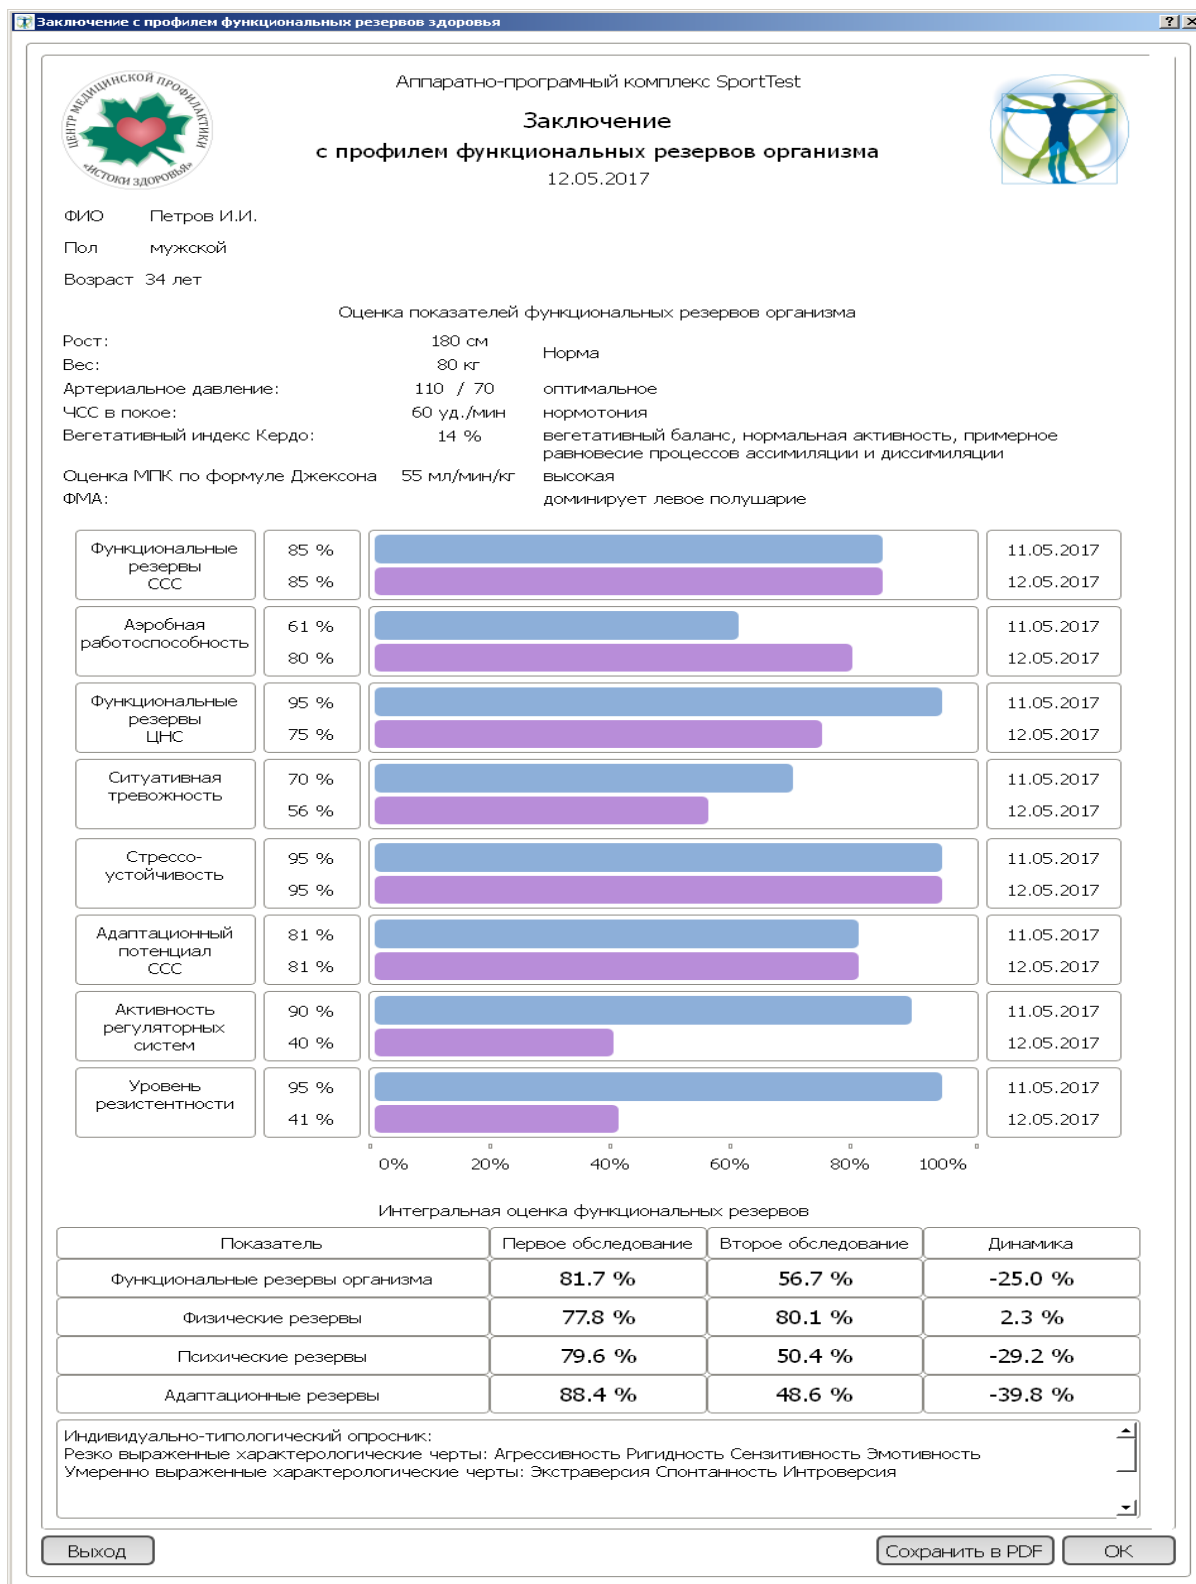 Заключение с профилем функциональных резервов здоровья
ЦЕНТР МЕДИЦИНСКОЙ ПРОФИЛАКТИКИ
«ИСТОКИ ЗДОРОВЬЯ»
Аппаратно-програмный комплекс SportTest
Заключение
с профилем функциональных резервов организма
12.05.2017
ФИО Петров И.И.
Пол мужской
Возраст 34 лет
Оценка показателей функциональных резервов организма
Рост: 180 см
Норма
Вес: 80 кг
Артериальное давление: 110 / 70 оптимальное
ЧСС в покое: 60 уд./мин нормотония
Вегетативный индекс Кердо: 14 % вегетативный баланс, нормальная активность, примерное
равновесие процессов ассимиляции и диссимиляции
Оценка МПК по формуле Джексона 55 мл/мин/кг высокая
ФМА: доминирует левое полушарие
Функциональные
резервы
ССС
85 % 11.05.2017
85 % 12.05.2017
Аэробная
работоспособность
61 % 11.05.2017
80 % 12.05.2017
Функциональные
резервы
ЦНС
95 % 11.05.2017
75 % 12.05.2017
Ситуативная
тревожность
70 % 11.05.2017
56 % 12.05.2017
Стрессо-
устойчивость
95 % 11.05.2017
95 % 12.05.2017
Адаптационный
потенциал
ССС
81 % 11.05.2017
81 % 12.05.2017
Активность
регуляторных
систем
90 % 11.05.2017
40 % 12.05.2017
Уровень
резистентности
95 % 11.05.2017
41 % 12.05.2017
0% 20% 40% 60% 80% 100%
Интегральная оценка функциональных резервов
Показатель Первое обследование Второе обследование Динамика
Функциональные резервы организма 81.7 % 56.7 % -25.0 %
Физические резервы 77.8 % 80.1 % 2.3 %
Психические резервы 79.6 % 50.4 % -29.2 %
Адаптационные резервы 88.4 % 48.6 % -39.8 %
Индивидуально-типологический опросник:
Резко выраженные характерологические черты: Агрессивность Ригидность Сензитивность Эмотивность
Умеренно выраженные характерологические черты: Экстраверсия Спонтанность Интроверсия
Выход Сохранить в PDF OK